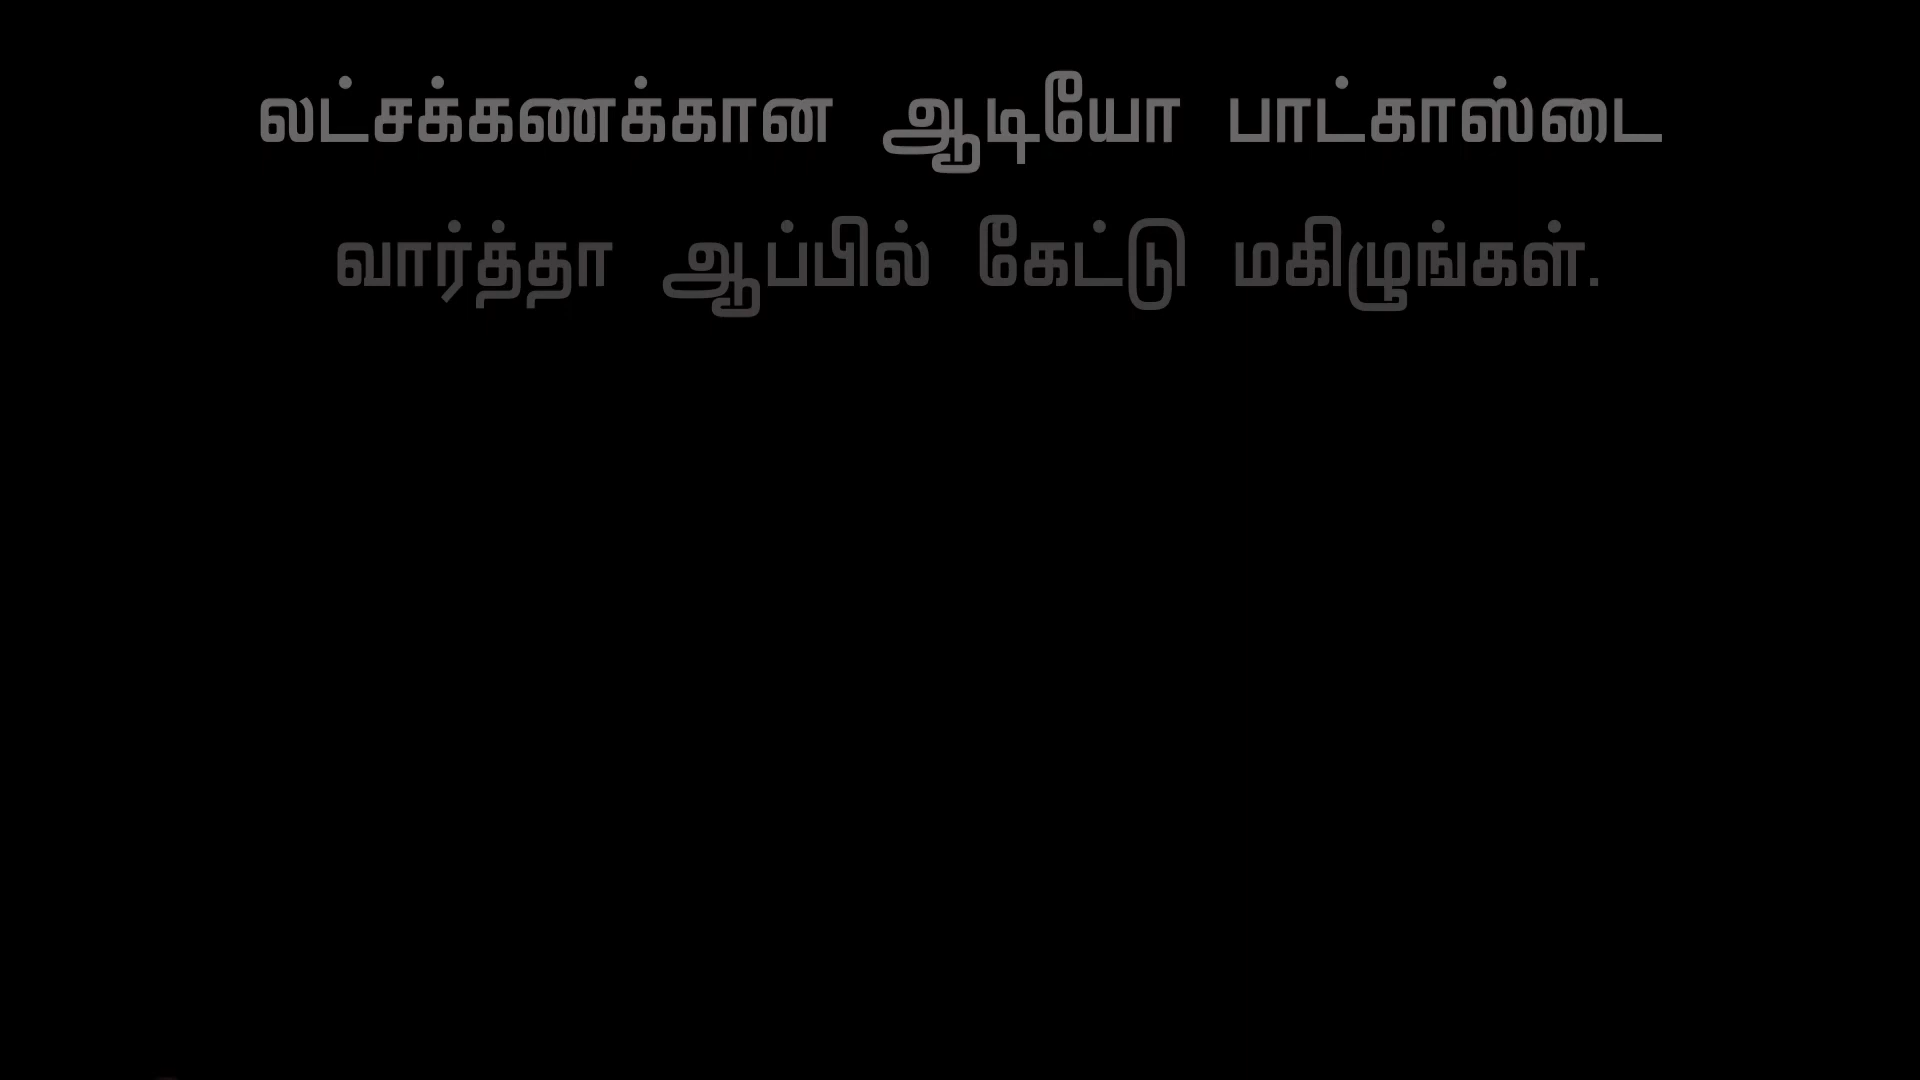 லட்சக்கணக்கான ஆடியோ பாட்காஸ்டை
வார்த்தா ஆப்பில் கேட்டு மகிழுங்கள்.